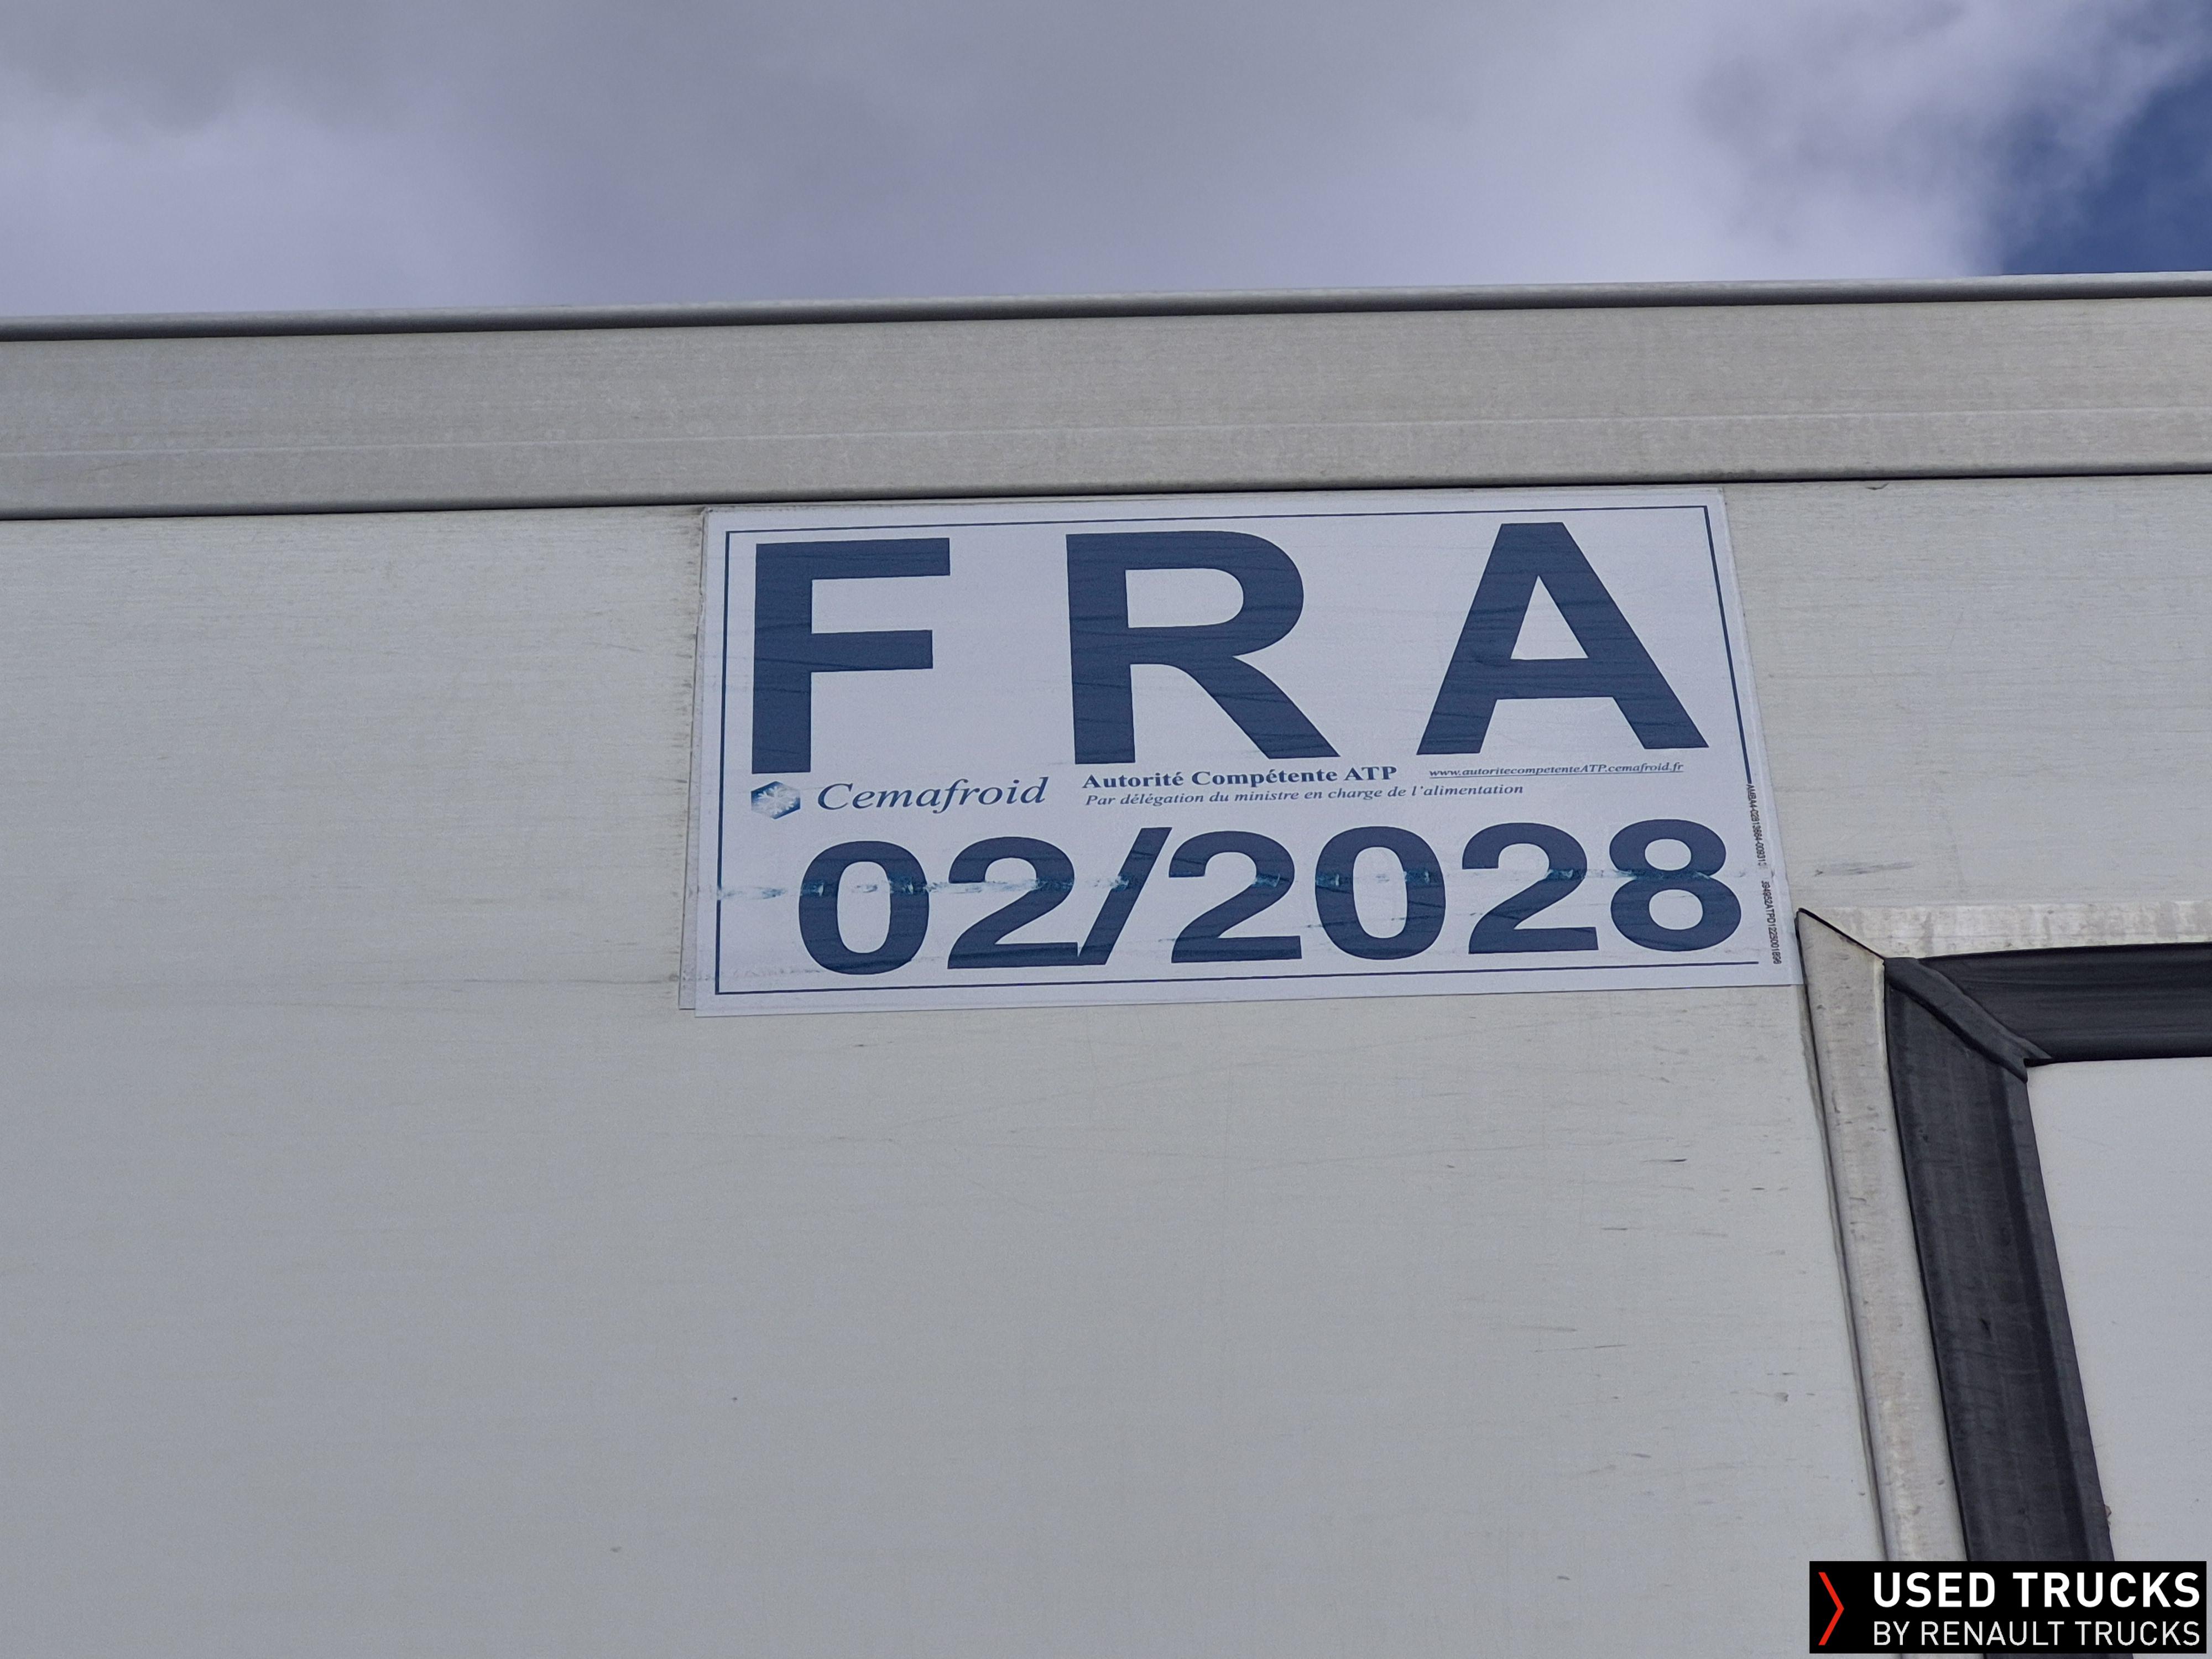 FRA
Cemafroid Autorité Compétente ATP www.autoritecompetenteATP.cemafroid.fr
Par délégation du ministre en charge de l'alimentation
02/2028
USED TRUCKS
BY RENAULT TRUCKS